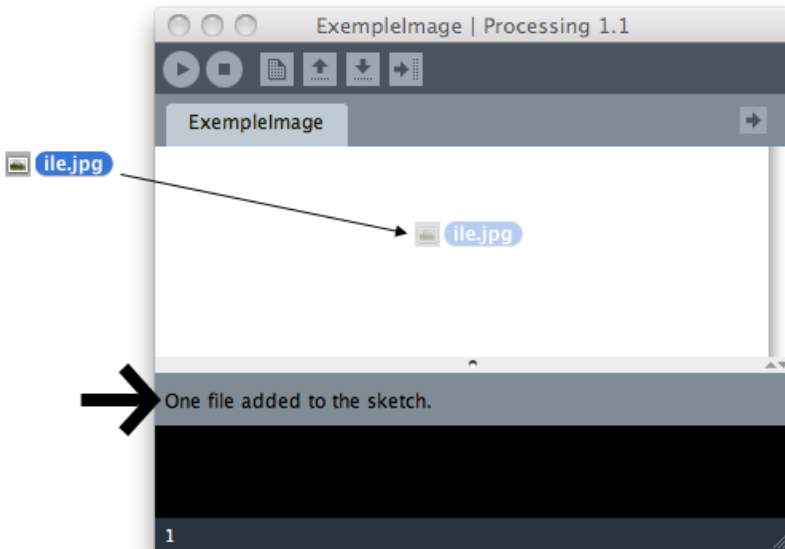 ExempleImage | Processing 1.1
ExempleImage
ile.jpg
ile.jpg
One file added to the sketch.
1